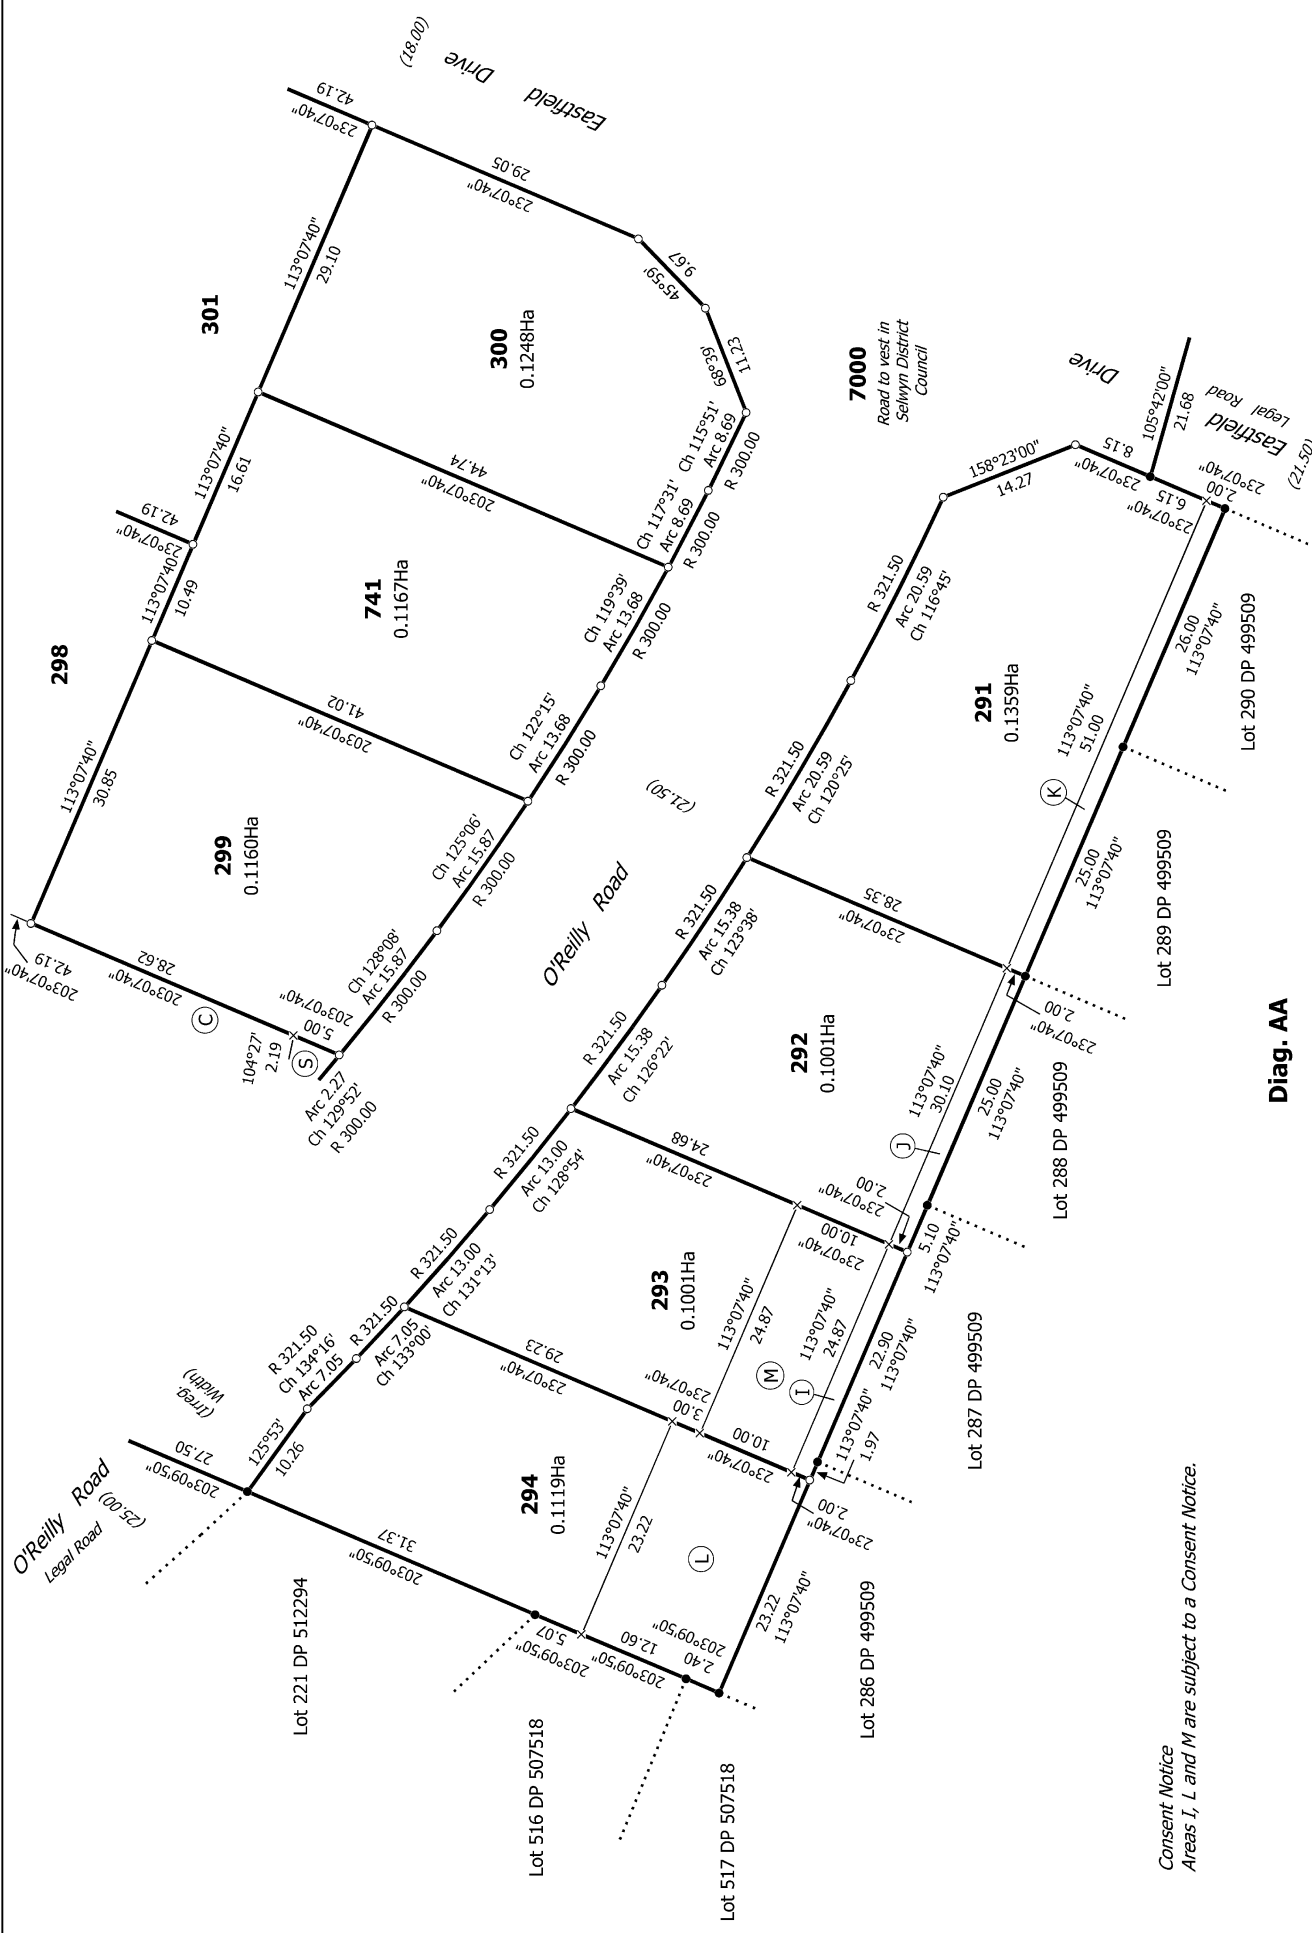 Eastfield
Drive
(18.00)
23°07'40"
42.19
301
113°07'40"
29.10
23°07'40"
29.05
300
0.1248Ha
45°59'
9.67
68°39'
11.23
Ch 115°51'
Arc 8.69
R 300.00
Ch 117°31'
Arc 8.69
R 300.00
113°07'40"
16.61
203°07'40"
44.74
23°07'40"
42.19
113°07'40"
10.49
741
0.1167Ha
Ch 119°39'
Arc 13.68
R 300.00
Ch 122°15'
Arc 13.68
R 300.00
298
203°07'40"
41.02
113°07'40"
30.85
299
0.1160Ha
Ch 125°06'
Arc 15.87
R 300.00
Ch 128°08'
Arc 15.87
R 300.00
203°07'40"
42.19
203°07'40"
28.62
C
203°07'40"
5.00
104°27'
2.19
S
Arc 2.27
Ch 129°52'
R 300.00
7000
Road to vest in
Selwyn District
Council
(21.50)
O'Reilly Road
Drive
Eastfield
Legal Road
(21.50)
105°42'00"
21.68
158°23'00"
14.27
23°07'40"
8.15
23°07'40"
6.15
23°07'40"
2.00
R 321.50
Arc 20.59
Ch 116°45'
R 321.50
Arc 20.59
Ch 120°25'
291
0.1359Ha
113°07'40"
51.00
K
26.00
113°07'40"
Lot 290 DP 499509
25.00
113°07'40"
Lot 289 DP 499509
23°07'40"
28.35
23°07'40"
2.00
R 321.50
Arc 15.38
Ch 123°38'
R 321.50
Arc 15.38
Ch 126°22'
292
0.1001Ha
113°07'40"
30.10
J
25.00
113°07'40"
Lot 288 DP 499509
23°07'40"
24.68
23°07'40"
10.00
23°07'40"
2.00
5.10
113°07'40"
R 321.50
Arc 13.00
Ch 128°54'
R 321.50
Arc 13.00
Ch 131°13'
293
0.1001Ha
113°07'40"
24.87
M
113°07'40"
24.87
I
22.90
113°07'40"
Lot 287 DP 499509
113°07'40"
1.97
23°07'40"
29.23
23°07'40"
3.00
23°07'40"
10.00
23°07'40"
2.00
R 321.50
Arc 7.05
Ch 133°00'
R 321.50
Ch 134°16'
Arc 7.05
(Irreg.
Width)
125°53'
10.26
203°09'50"
27.50
O'Reilly Road
Legal Road
(25.00)
203°09'50"
31.37
294
0.1119Ha
113°07'40"
23.22
L
23.22
113°07'40"
Lot 286 DP 499509
203°09'50"
5.07
203°09'50"
12.60
203°09'50"
2.40
Lot 221 DP 512294
Lot 516 DP 507518
Lot 517 DP 507518
Consent Notice
Areas I, L and M are subject to a Consent Notice.
Diag. AA